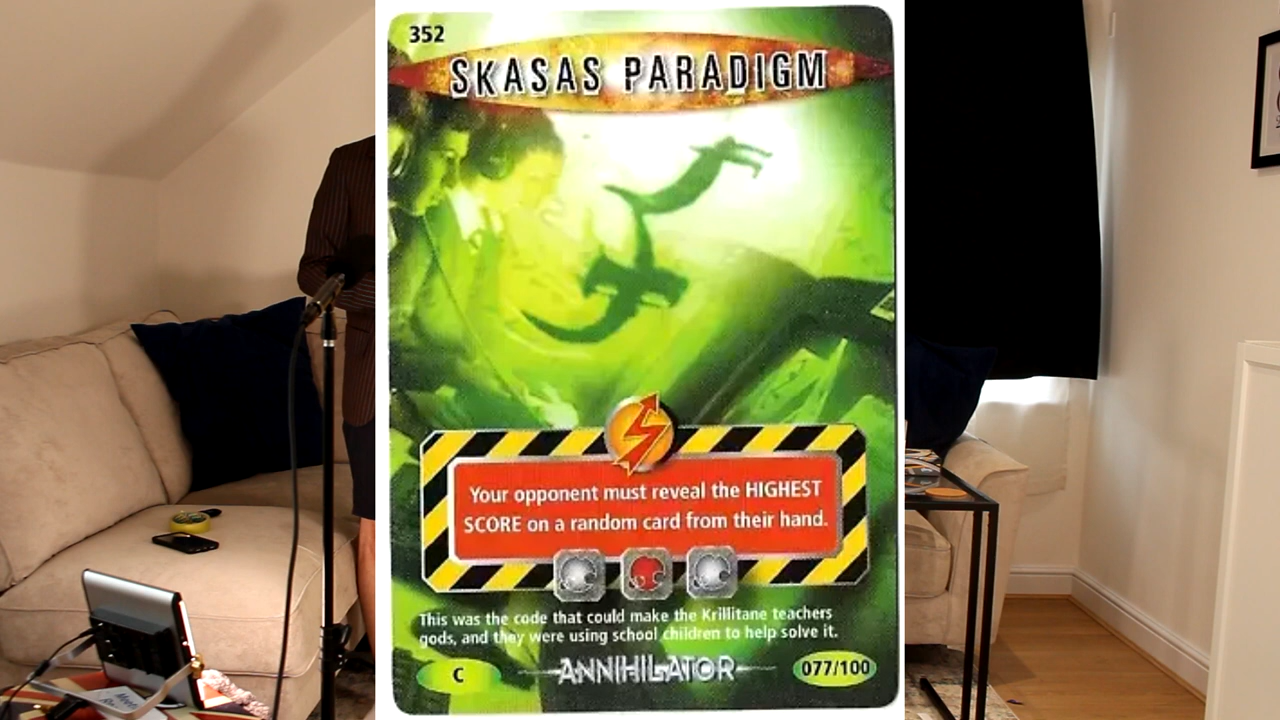 352
SKASAS PARADIGM
Your opponent must reveal the HIGHEST
SCORE on a random card from their hand.
This was the code that could make the Krillitane teachers
gods, and they were using school children to help solve it.
C
ANNIHILATOR
077/100